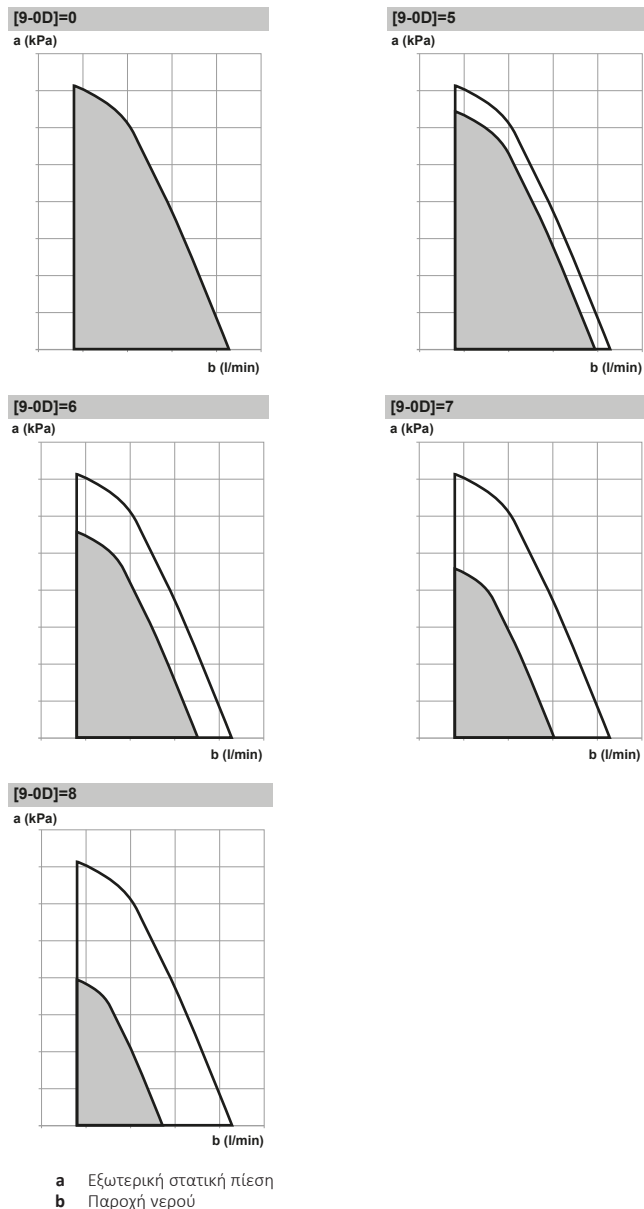 [9-0D]=0
a (kPa)
b (l/min)
[9-0D]=5
a (kPa)
b (l/min)
[9-0D]=6
a (kPa)
b (l/min)
[9-0D]=7
a (kPa)
b (l/min)
[9-0D]=8
a (kPa)
b (l/min)
a Εξωτερική στατική πίεση
b Παροχή νερού